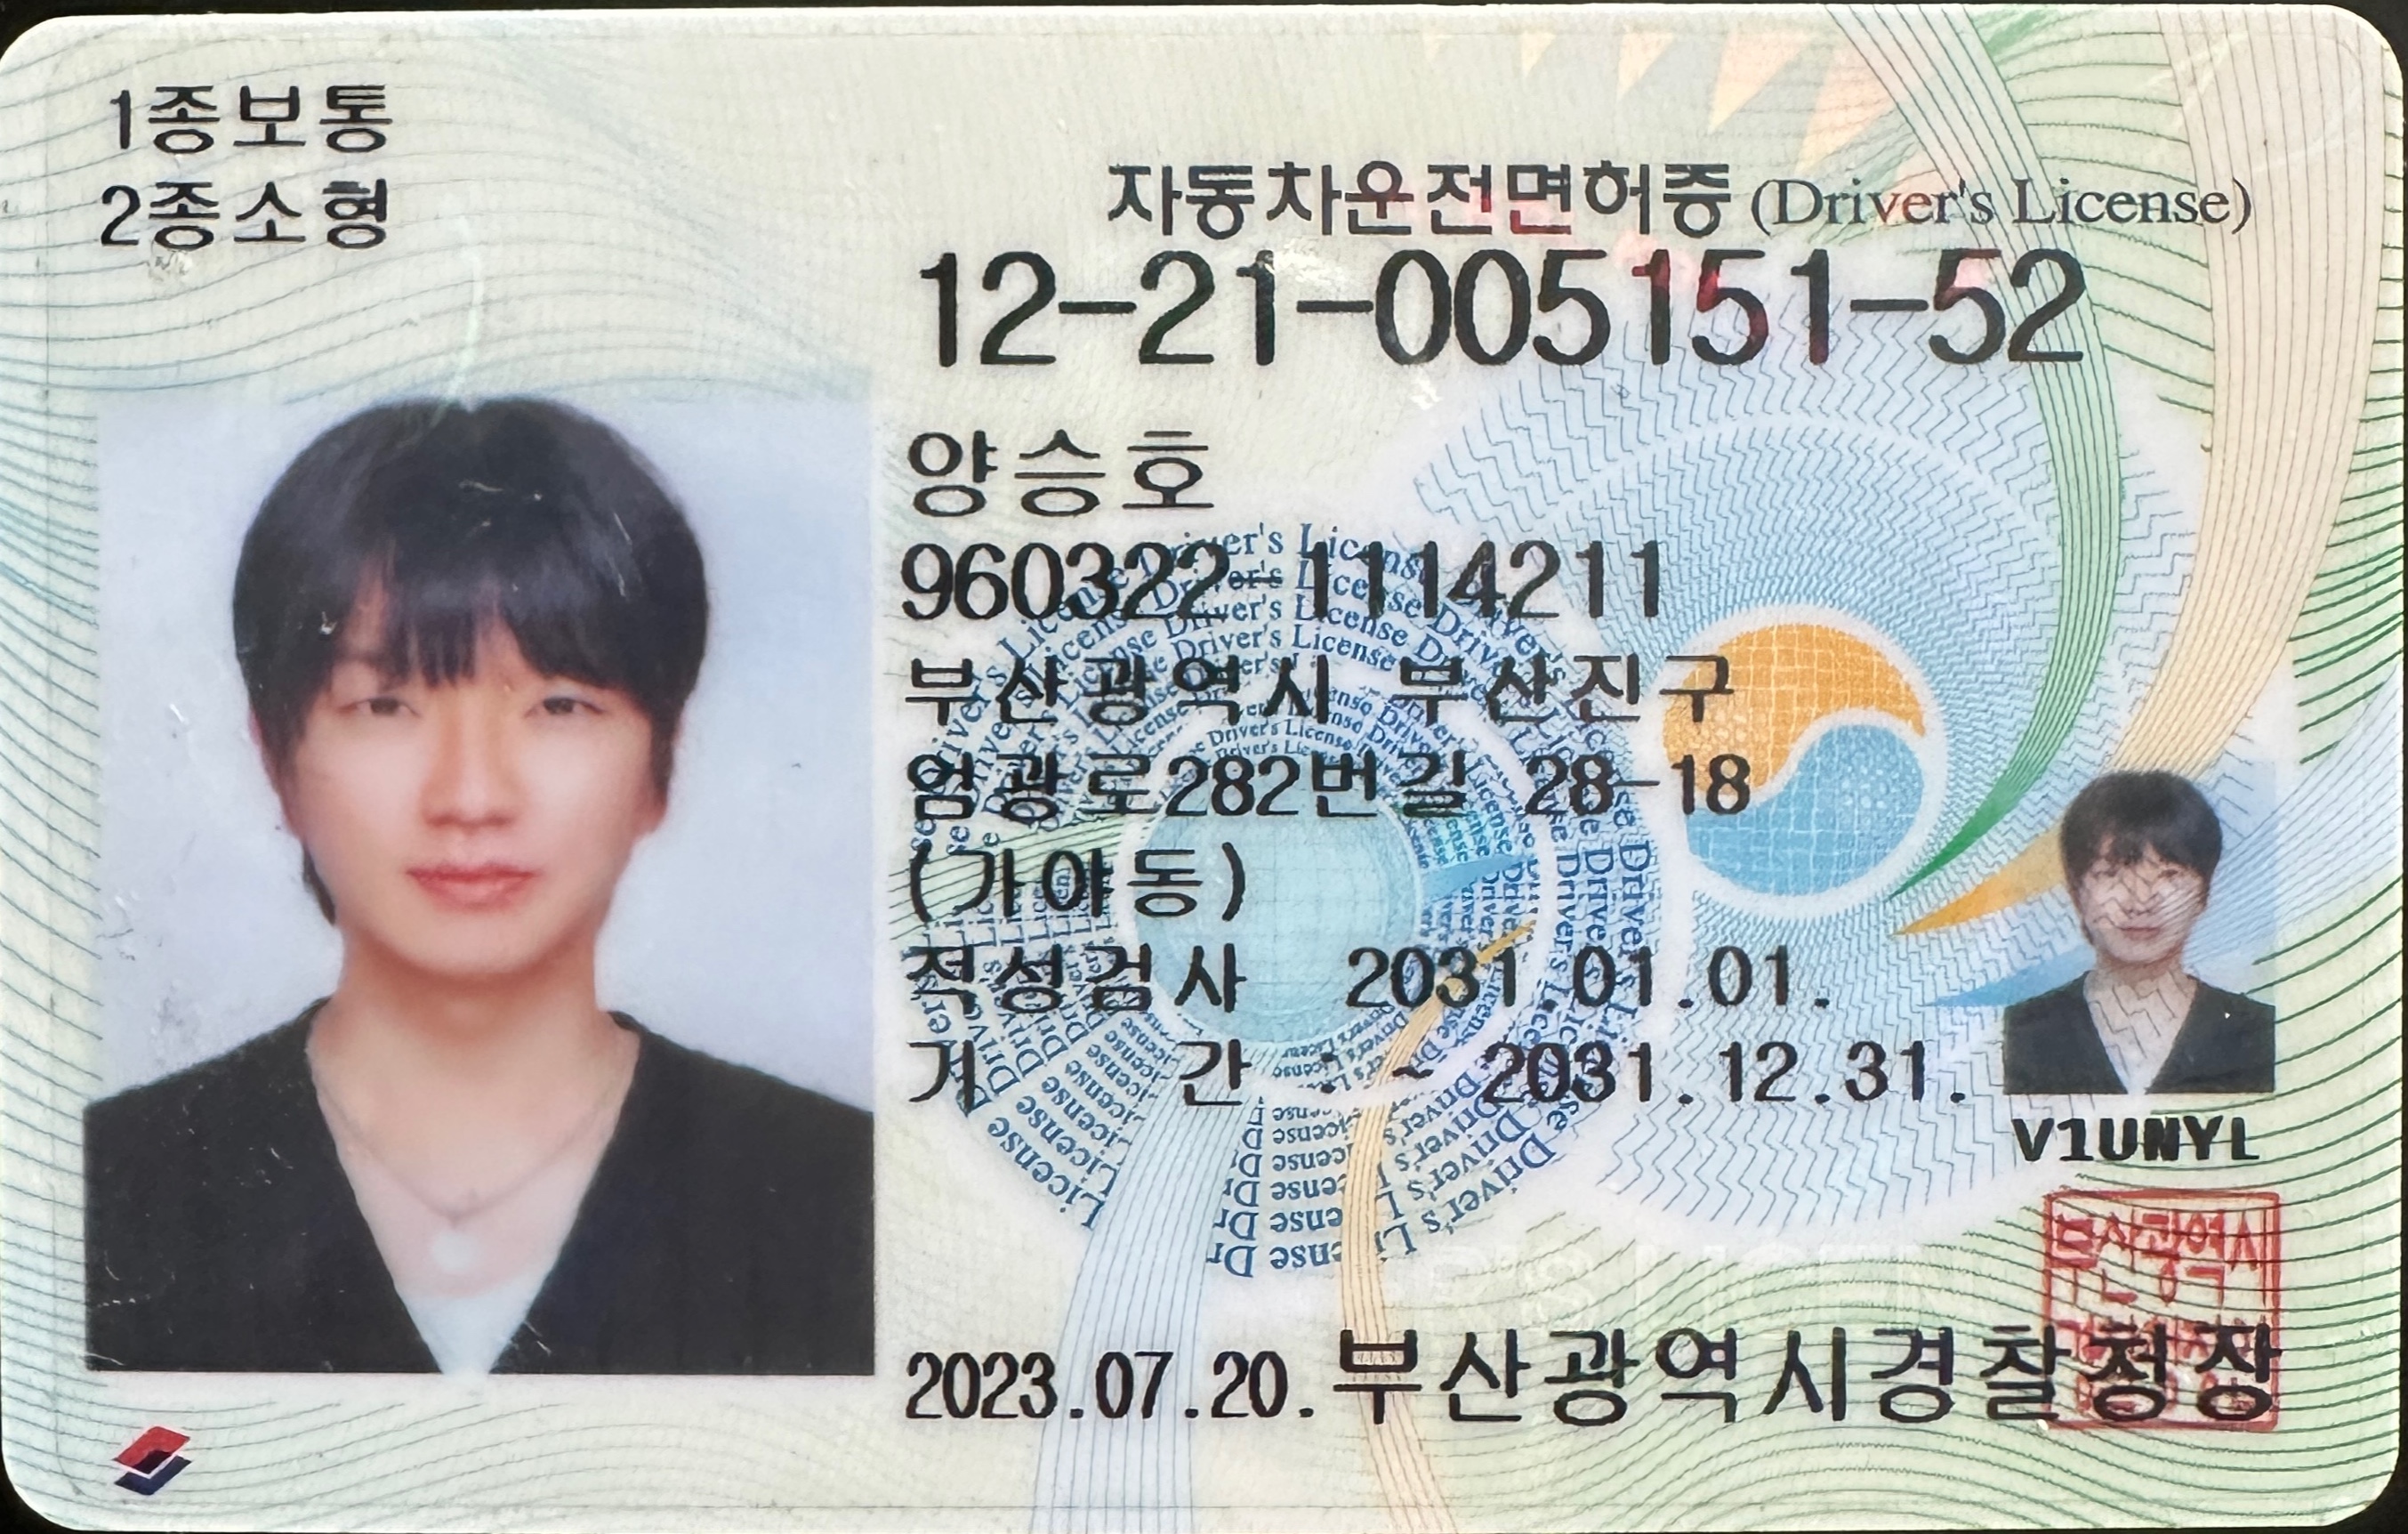 1종보통
2종소형
자동차운전면허증 (Driver's License)
12-21-005151-52
양승호
960322-1114211
부산광역시 부산진구
엄광로282번길 28-18
(가야동)
적성검사 2031.01.01.
기 간 : ~ 2031.12.31.
V1UNYL
2023.07.20. 부산광역시경찰청장
부산광역시